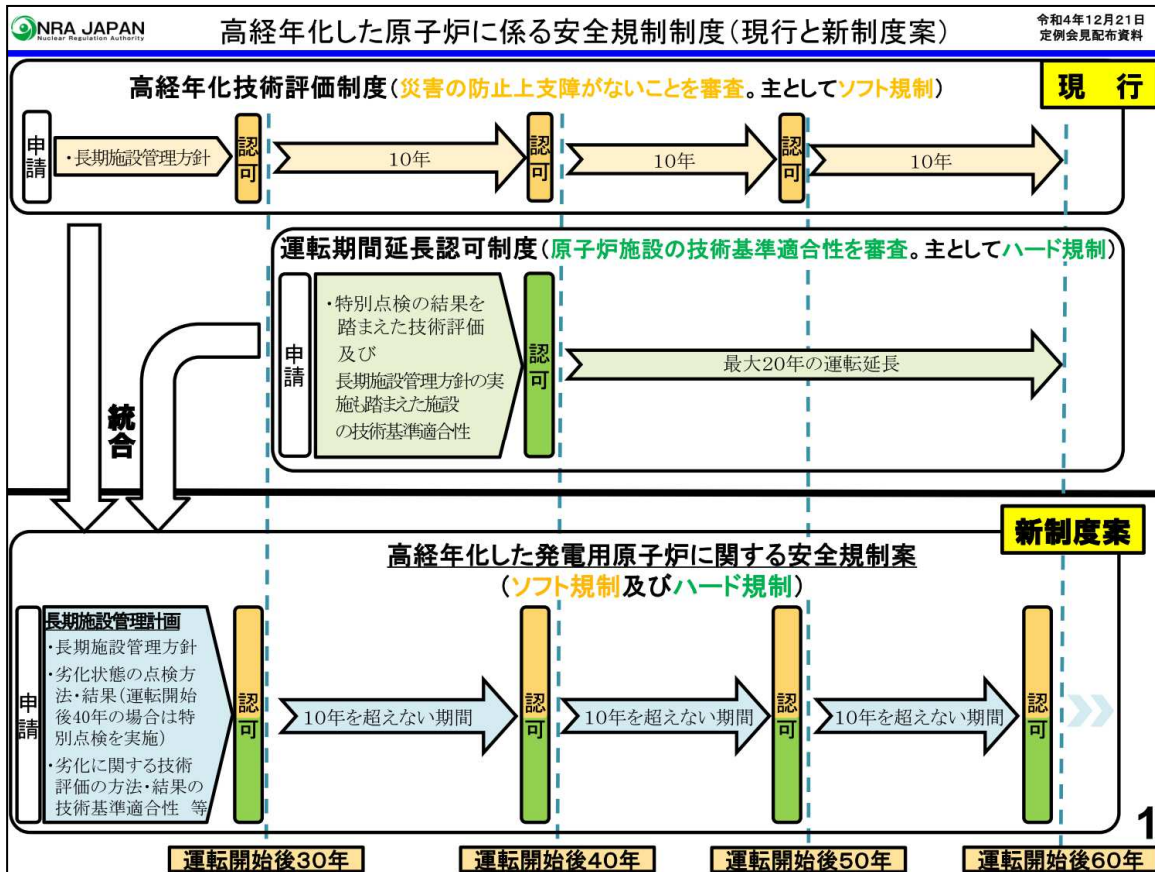 NRA JAPAN
Nuclear Regulation Authority
高経年化した原子炉に係る安全規制制度(現行と新制度案)
令和4年12月21日
定例会見配布資料
現 行
高経年化技術評価制度(災害の防止上支障がないことを審査。主としてソフト規制)
申請
・長期施設管理方針
認可
10年
認可
10年
認可
10年
運転期間延長認可制度(原子炉施設の技術基準適合性を審査。主としてハード規制)
申請
・特別点検の結果を
踏まえた技術評価
及び
長期施設管理方針の実
施も踏まえた施設
の技術基準適合性
認可
最大20年の運転延長
統合
新制度案
高経年化した発電用原子炉に関する安全規制案
(ソフト規制及びハード規制)
申請
長期施設管理計画
・長期施設管理方針
・劣化状態の点検方
法・結果(運転開始
後40年の場合は特
別点検を実施)
・劣化に関する技術
評価の方法・結果の
技術基準適合性 等
認可
10年を超えない期間
認可
10年を超えない期間
認可
10年を超えない期間
認可
1
運転開始後30年
運転開始後40年
運転開始後50年
運転開始後60年